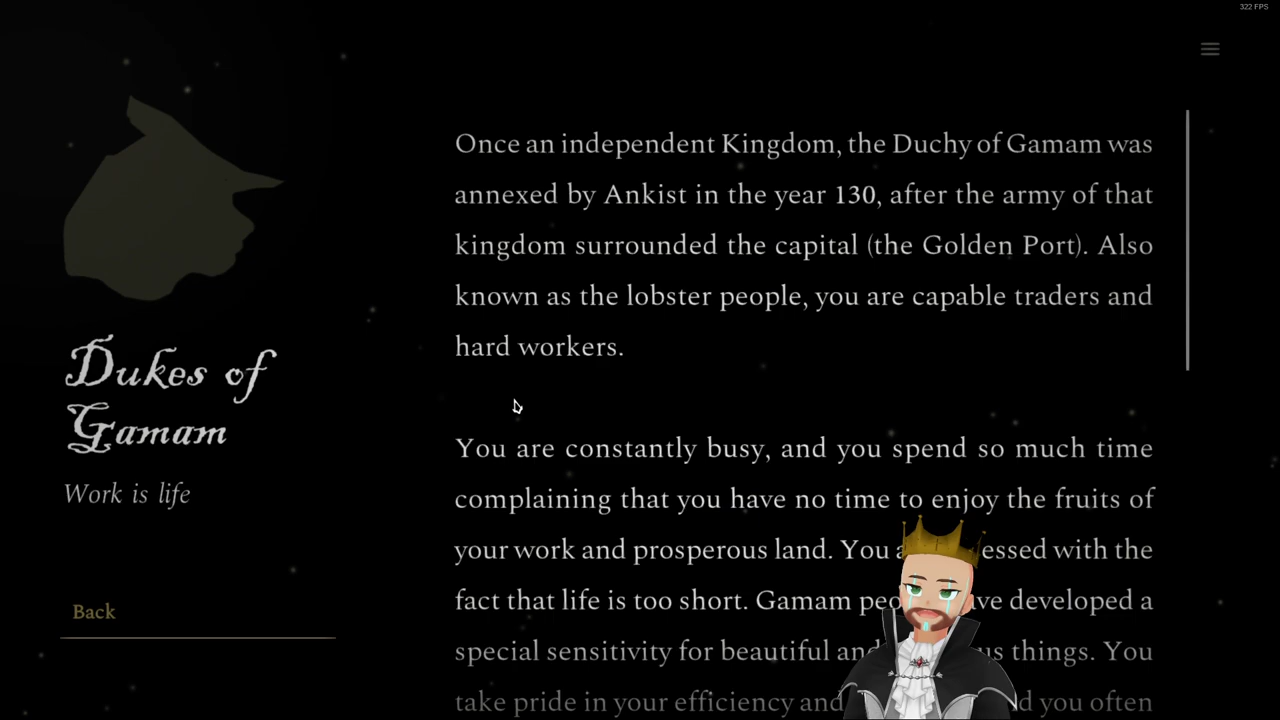 322 FPS
Once an independent Kingdom, the Duchy of Gamam was
annexed by Ankist in the year 130, after the army of that
kingdom surrounded the capital (the Golden Port). Also
known as the lobster people, you are capable traders and
hard workers.
Dukes of
Gamam
Work is life
Back
You are constantly busy, and you spend so much time
complaining that you have no time to enjoy the fruits of
your work and prosperous land. You with the
fact that life is too short. Gamam developed a
special sensitivity for beautiful things. You
take pride in your efficiency and you often